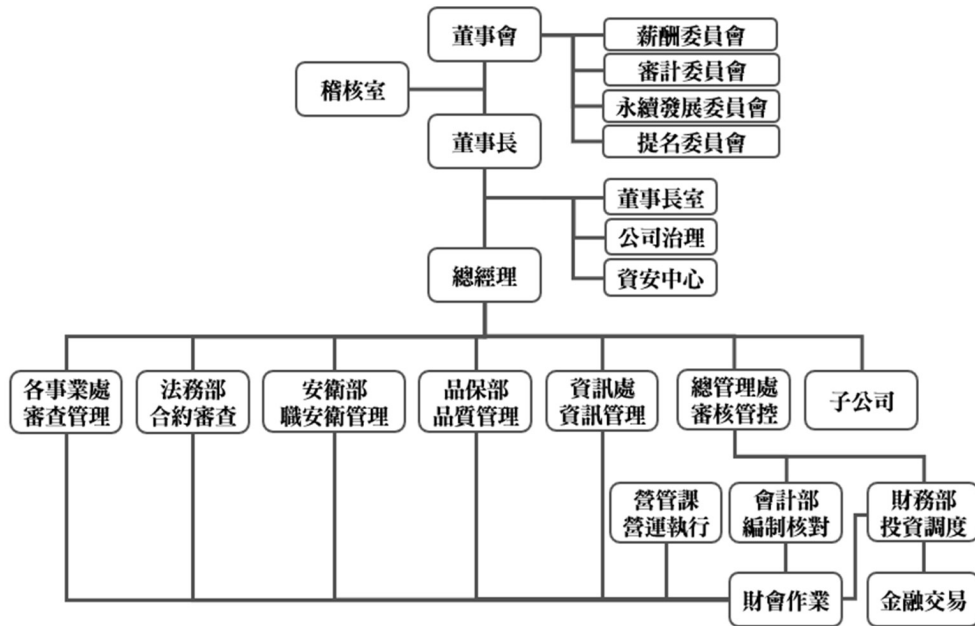 董事會
薪酬委員會
審計委員會
永續發展委員會
提名委員會
稽核室
董事長
董事長室
公司治理
資安中心
總經理
各事業處
審查管理
法務部
合約審查
安衛部
職安衛管理
品保部
品質管理
資訊處
資訊管理
總管理處
審核管控
子公司
營管課
營運執行
會計部
編制核對
財務部
投資調度
財會作業
金融交易